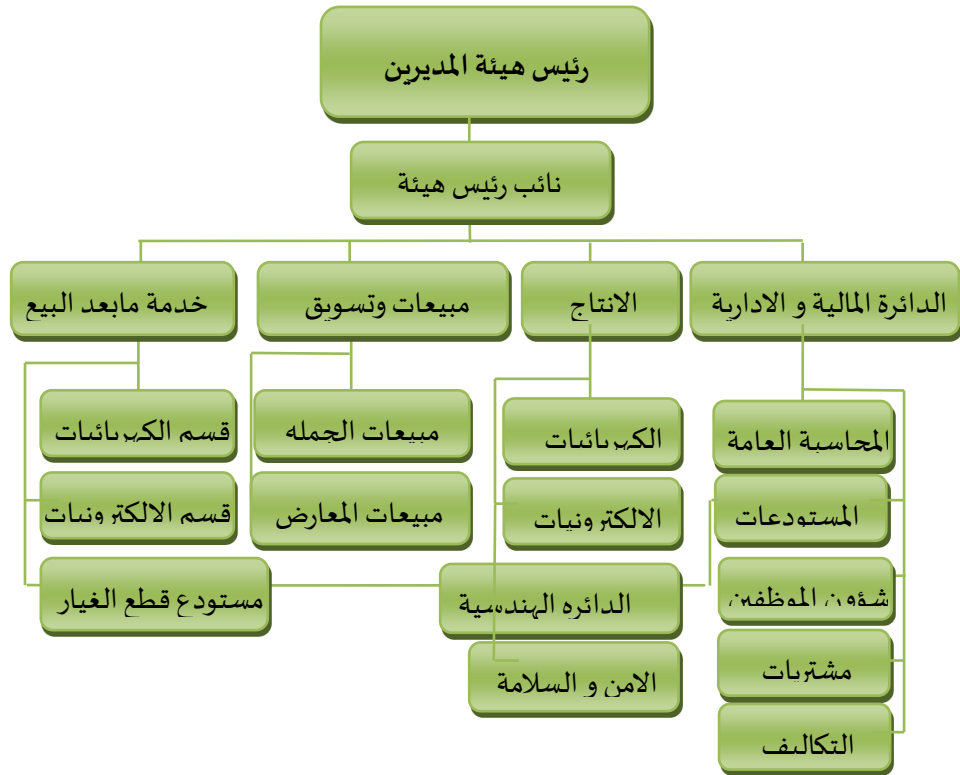 رئيس هيئة المديرين
نائب رئيس هيئة
الدائرة المالية و الادارية
الانتاج
مبيعات وتسويق
خدمة مابعد البيع
المحاسبة العامة
المستودعات
شؤون الموظفين
مشتريات
التكاليف
الكهربائيات
الالكترونيات
الدائره الهندسية
الامن و السلامة
مبيعات الجمله
مبيعات المعارض
قسم الكهربائيات
قسم الالكترونيات
مستودع قطع الغيار